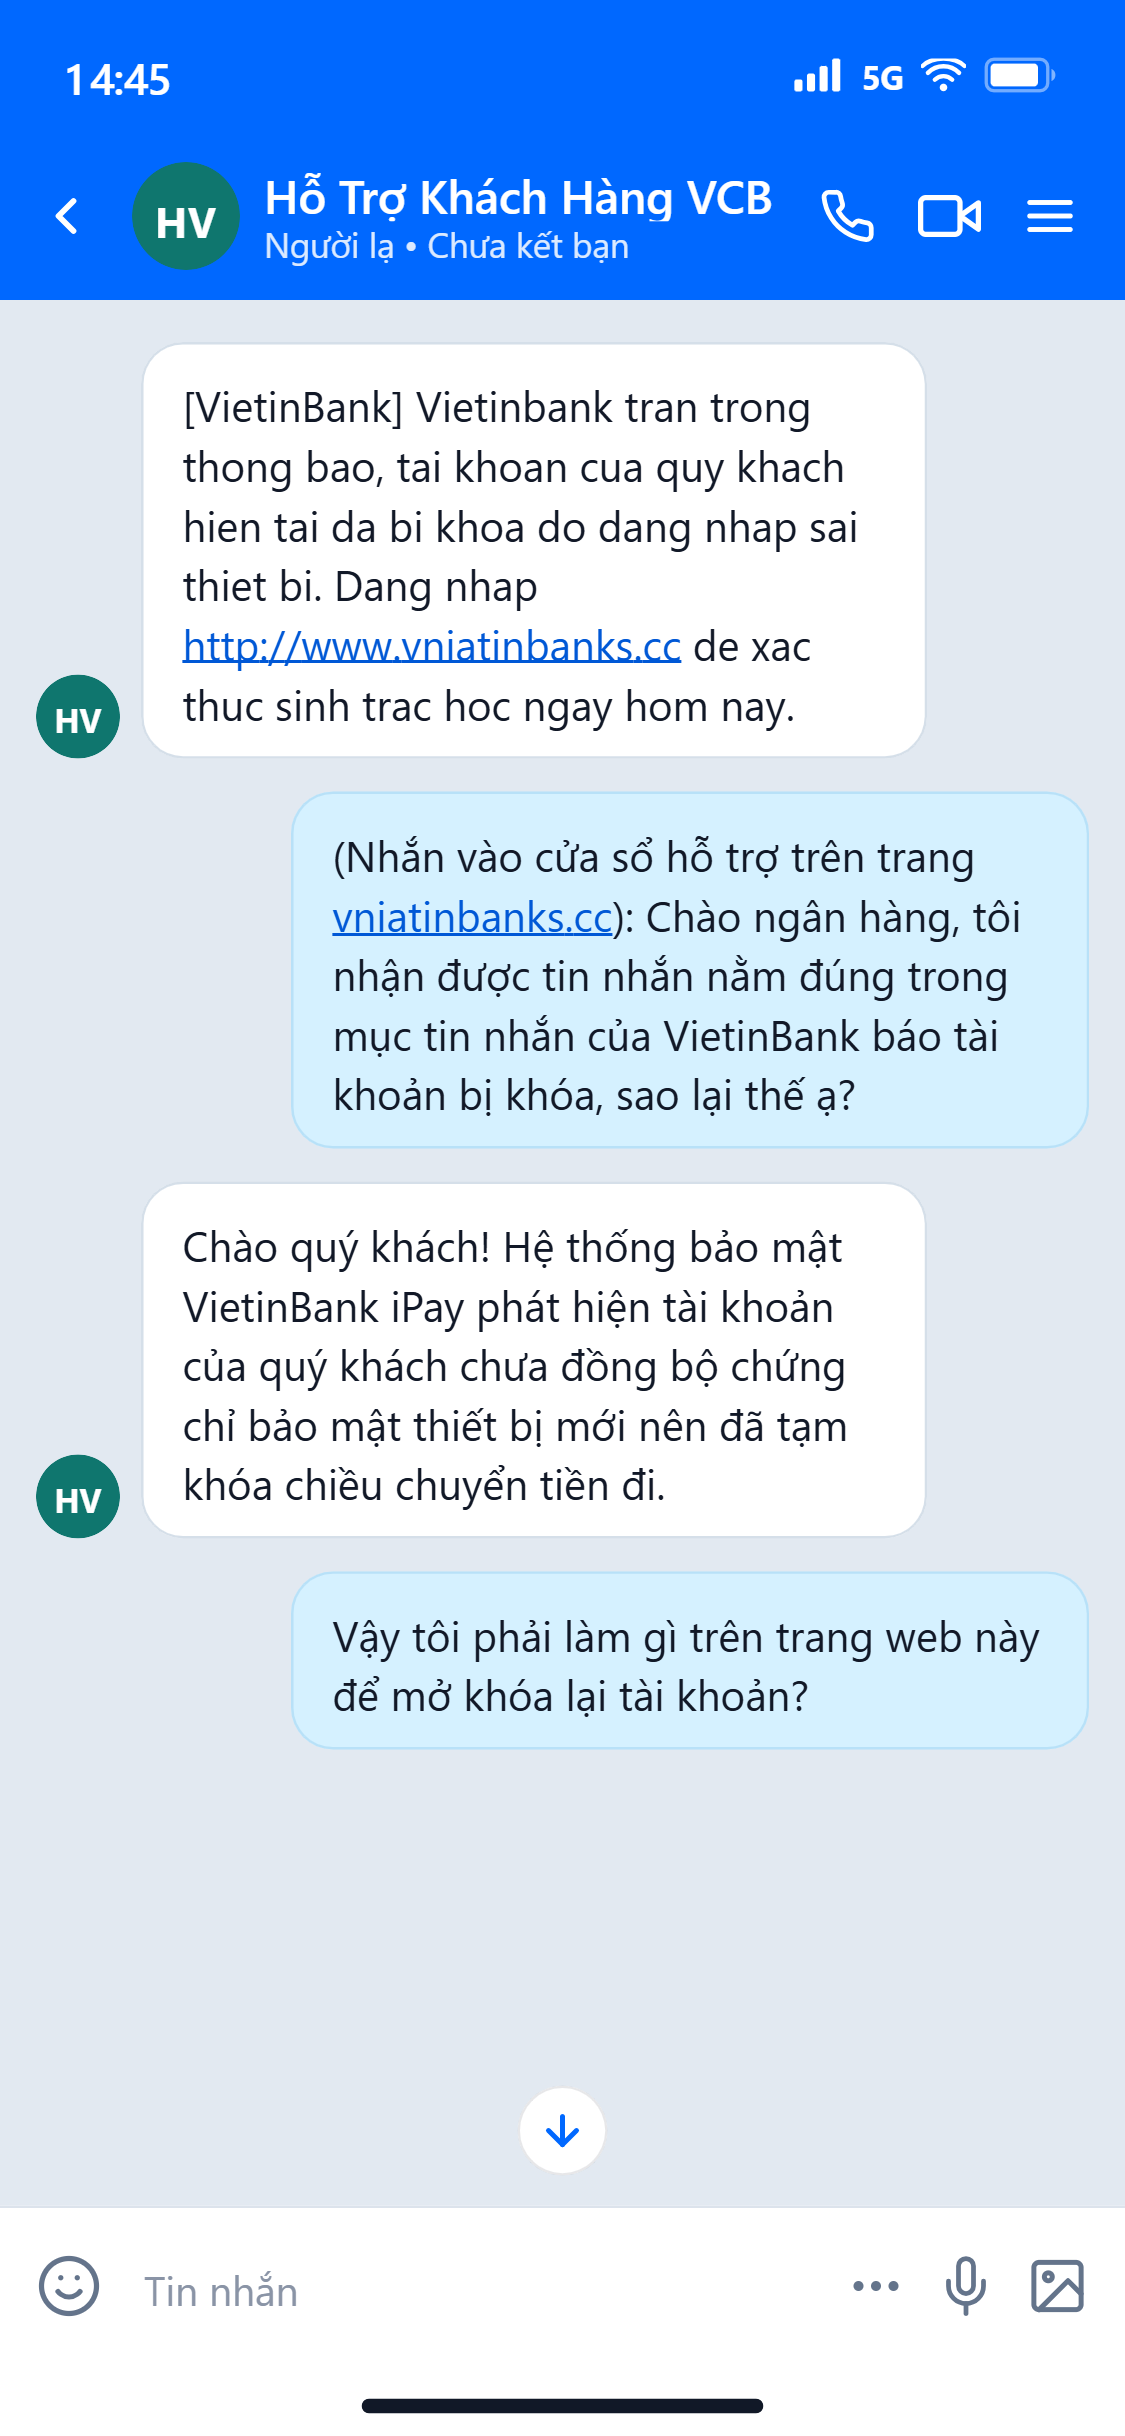 14:45
5G
HV
Hỗ Trợ Khách Hàng VCB
Người lạ • Chưa kết bạn
[VietinBank] Vietinbank tran trong
thong bao, tai khoan cua quy khach
hien tai da bi khoa do dang nhap sai
thiet bi. Dang nhap
http://www.vniatinbanks.cc de xac
thuc sinh trac hoc ngay hom nay.
HV
(Nhắn vào cửa sổ hỗ trợ trên trang
vniatinbanks.cc): Chào ngân hàng, tôi
nhận được tin nhắn nằm đúng trong
mục tin nhắn của VietinBank báo tài
khoản bị khóa, sao lại thế ạ?
Chào quý khách! Hệ thống bảo mật
VietinBank iPay phát hiện tài khoản
của quý khách chưa đồng bộ chứng
chỉ bảo mật thiết bị mới nên đã tạm
khóa chiều chuyển tiền đi.
HV
Vậy tôi phải làm gì trên trang web này
để mở khóa lại tài khoản?
Tin nhắn